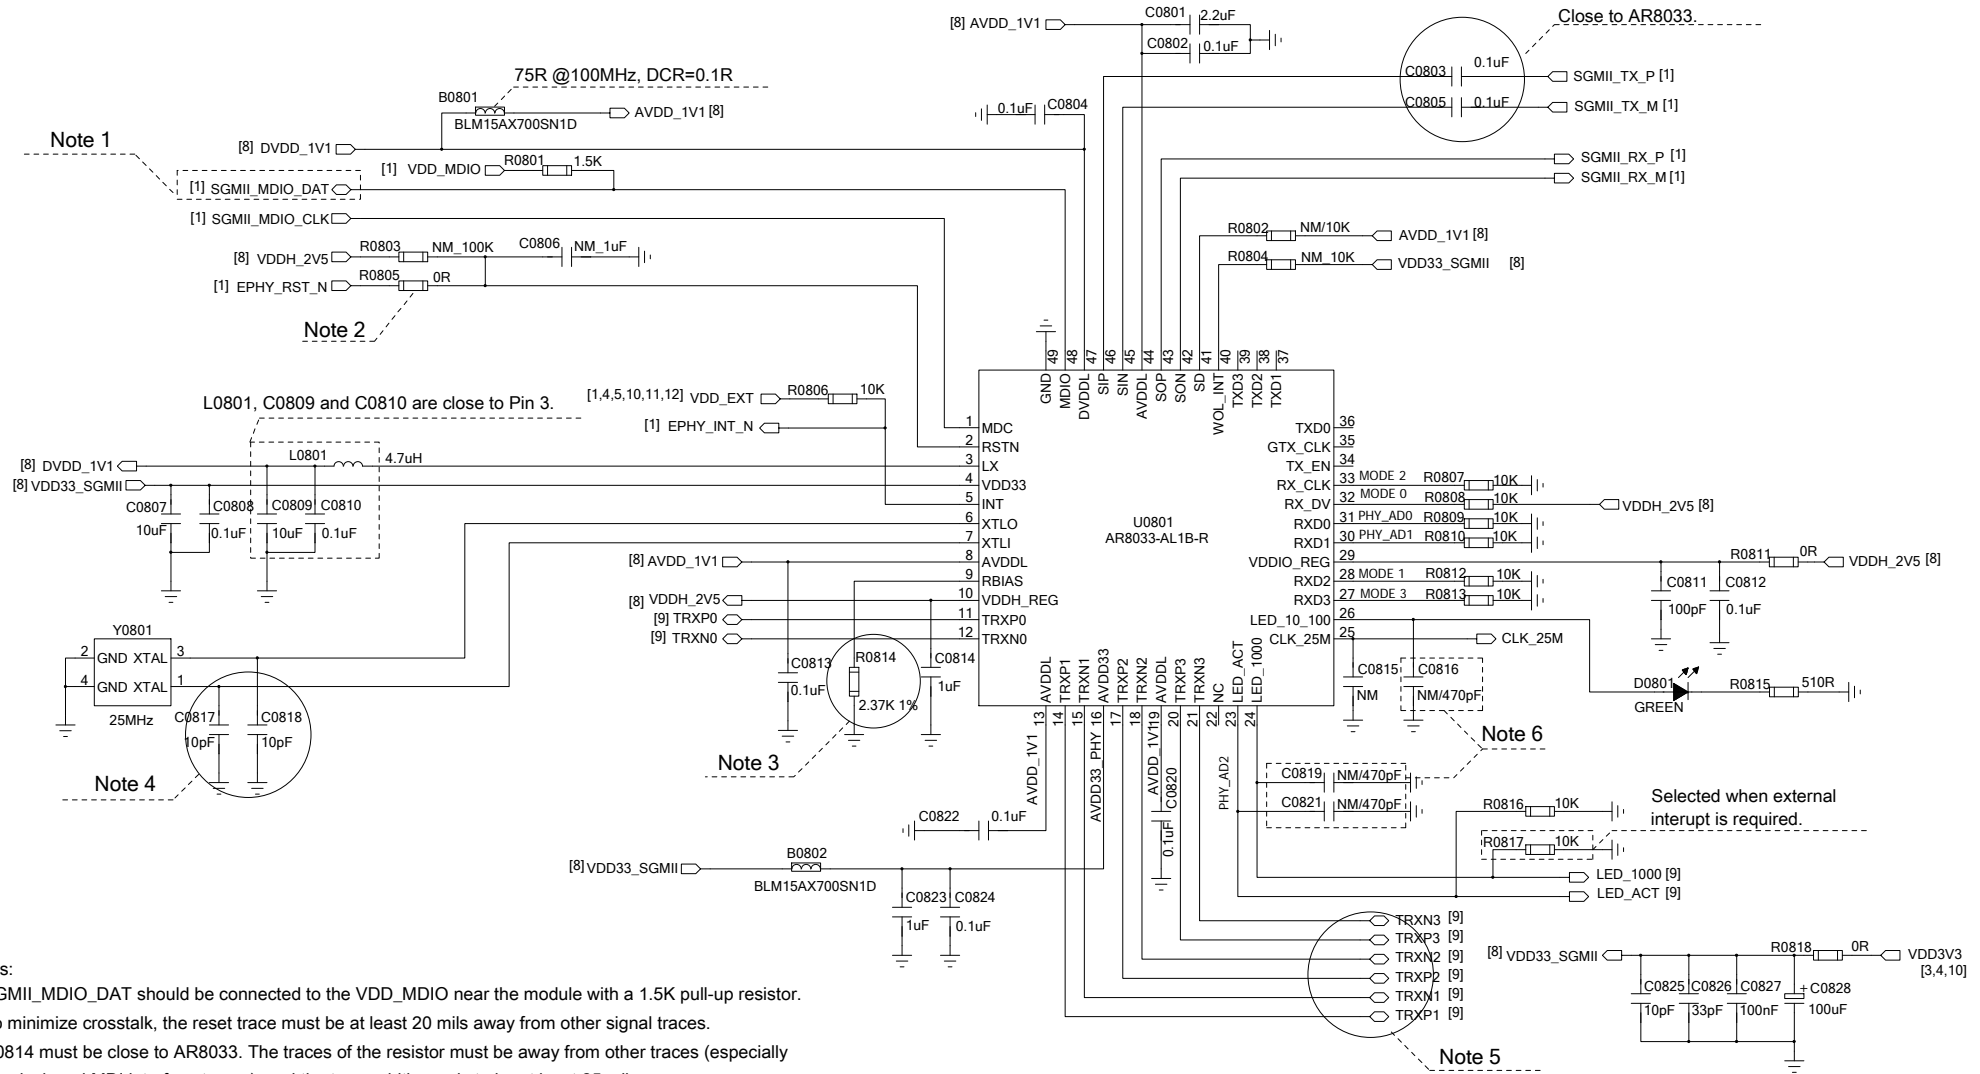 [8] AVDD_1V1
C0801 2.2uF
C0802 0.1uF
Close to AR8033.
C0803 0.1uF
SGMII_TX_P [1]
C0805 0.1uF
SGMII_TX_M [1]
75R @100MHz, DCR=0.1R
B0801
BLM15AX700SN1D
AVDD_1V1 [8]
0.1uF C0804
Note 1
[8] DVDD_1V1
[1] VDD_MDIO R0801 1.5K
[1] SGMII_MDIO_DAT
[1] SGMII_MDIO_CLK
SGMII_RX_P [1]
SGMII_RX_M [1]
[8] VDDH_2V5 R0803 NM_100K C0806 NM_1uF
[1] EPHY_RST_N R0805 0R
Note 2
R0802 NM/10K AVDD_1V1 [8]
R0804 NM_10K VDD33_SGMII [8]
49 48 47 46 45 44 43 42 41 40 39 38 37
GND MDIO DVDDL SIP SIN AVDDL SOP SON SD WOL_INT TXD3 TXD2 TXD1
L0801, C0809 and C0810 are close to Pin 3.
[1,4,5,10,11,12] VDD_EXT R0806 10K
[1] EPHY_INT_N
[8] DVDD_1V1 L0801 4.7uH
[8] VDD33_SGMII
C0807 10uF
C0808 0.1uF
C0809 10uF
C0810 0.1uF
1 MDC
2 RSTN
3 LX
4 VDD33
5 INT
6 XTLO
7 XTLI
8 AVDDL
9 RBIAS
10 VDDH_REG
11 TRXP0
12 TRXN0
U0801
AR8033-AL1B-R
TXD0 36
GTX_CLK 35
TX_EN 34
RX_CLK 33 MODE 2 R0807 10K
RX_DV 32 MODE 0 R0808 10K VDDH_2V5 [8]
RXD0 31 PHY_AD0 R0809 10K
RXD1 30 PHY_AD1 R0810 10K
VDDIO_REG 29 R0811 0R VDDH_2V5 [8]
RXD2 28 MODE 1 R0812 10K
RXD3 27 MODE 3 R0813 10K
LED_10_100 26
CLK_25M 25 CLK_25M
C0811 100pF
C0812 0.1uF
[8] AVDD_1V1
[8] VDDH_2V5
[9] TRXP0
[9] TRXN0
C0813 0.1uF
R0814 2.37K 1%
C0814 1uF
Note 3
Y0801
2 GND XTAL 3
4 GND XTAL 1
25MHz
C0817 10pF
C0818 10pF
Note 4
C0815 NM
C0816 NM/470pF
D0801 GREEN
R0815 510R
Note 6
AVDDL TRXP1 TRXN1 AVDD33 TRXP2 TRXN2 AVDDL TRXP3 TRXN3 NC LED_ACT LED_1000
13 14 15 16 17 18 19 20 21 22 23 24
AVDD_1V1
AVDD33_PHY
AVDD_1V1
C0820 0.1uF
PHY_AD2
C0819 NM/470pF
C0821 NM/470pF
C0822 0.1uF
R0816 10K
R0817 10K
Selected when external
interupt is required.
LED_1000 [9]
LED_ACT [9]
[8] VDD33_SGMII B0802
BLM15AX700SN1D
C0823 1uF
C0824 0.1uF
TRXN3 [9]
TRXP3 [9]
TRXN2 [9]
TRXP2 [9]
TRXN1 [9]
TRXP1 [9]
Note 5
[8] VDD33_SGMII R0818 0R VDD3V3
[3,4,10]
C0825 10pF
C0826 33pF
C0827 100nF
+ C0828 100uF
s:
GMII_MDIO_DAT should be connected to the VDD_MDIO near the module with a 1.5K pull-up resistor.
o minimize crosstalk, the reset trace must be at least 20 mils away from other signal traces.
0814 must be close to AR8033. The traces of the resistor must be away from other traces (especially